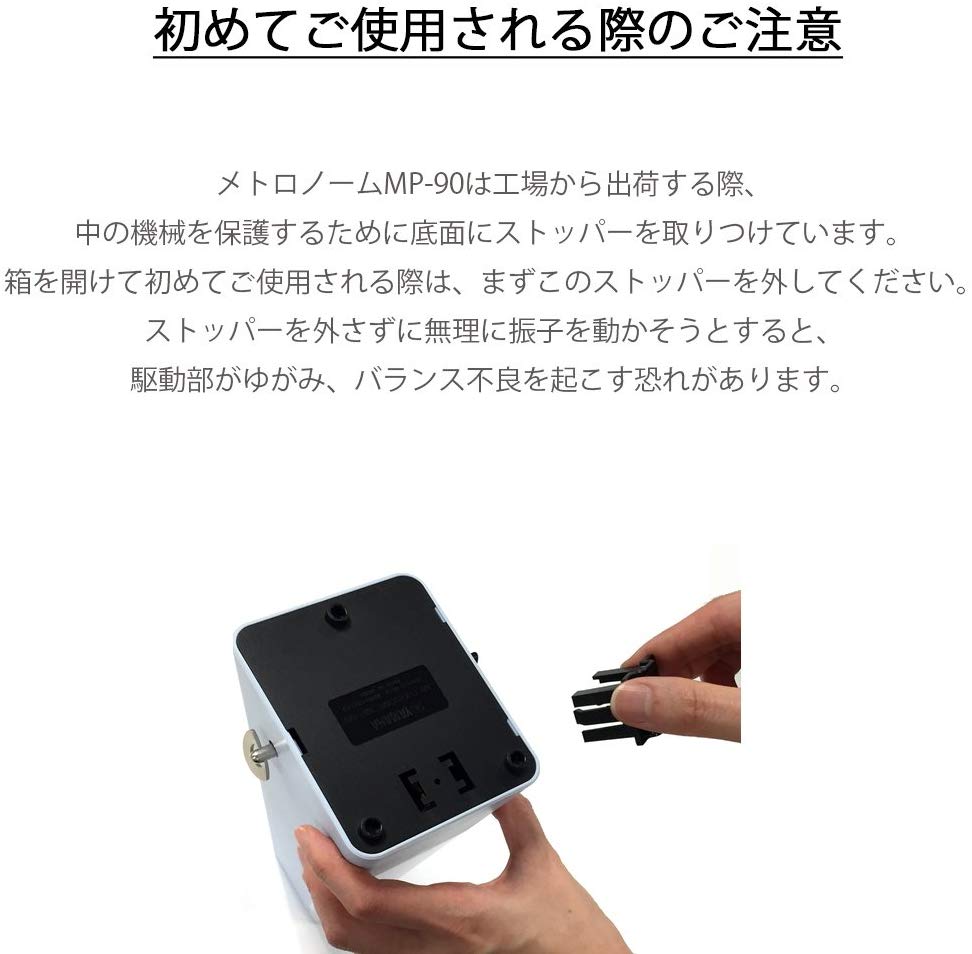 初めてご使用される際のご注意
メトロノームMP-90は工場から出荷する際、
中の機械を保護するために底面にストッパーを取りつけています。
箱を開けて初めてご使用される際は、まずこのストッパーを外してください。
ストッパーを外さずに無理に振子を動かそうとすると、
駆動部がゆがみ、バランス不良を起こす恐れがあります。
YAMAHA